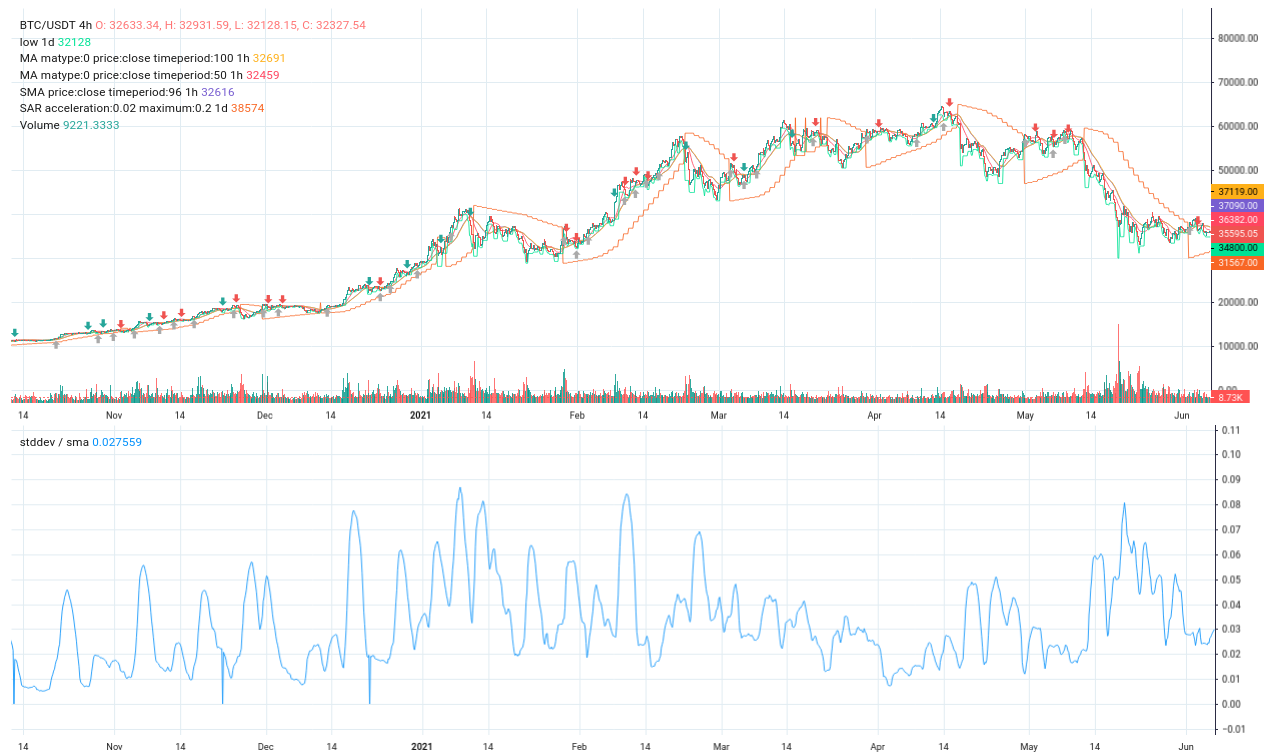 BTC/USDT 4h O: 32633.34, H: 32931.59, L: 32128.15, C: 32327.54
low 1d 32128
MA matype:0 price:close timeperiod:100 1h 32691
MA matype:0 price:close timeperiod:50 1h 32459
SMA price:close timeperiod:96 1h 32616
SAR acceleration:0.02 maximum:0.2 1d 38574
Volume 9221.3333
80000.00
70000.00
60000.00
50000.00
37119.00
37090.00
36382.00
35595.05
34800.00
31567.00
20000.00
10000.00
0.00
8.73K
14 Nov 14 Dec 14 2021 14 Feb 14 Mar 14 Apr 14 May 14 Jun
stddev / sma 0.027559
0.11
0.10
0.09
0.08
0.07
0.06
0.05
0.04
0.03
0.02
0.01
0.00
−0.01
14 Nov 14 Dec 14 2021 14 Feb 14 Mar 14 Apr 14 May 14 Jun